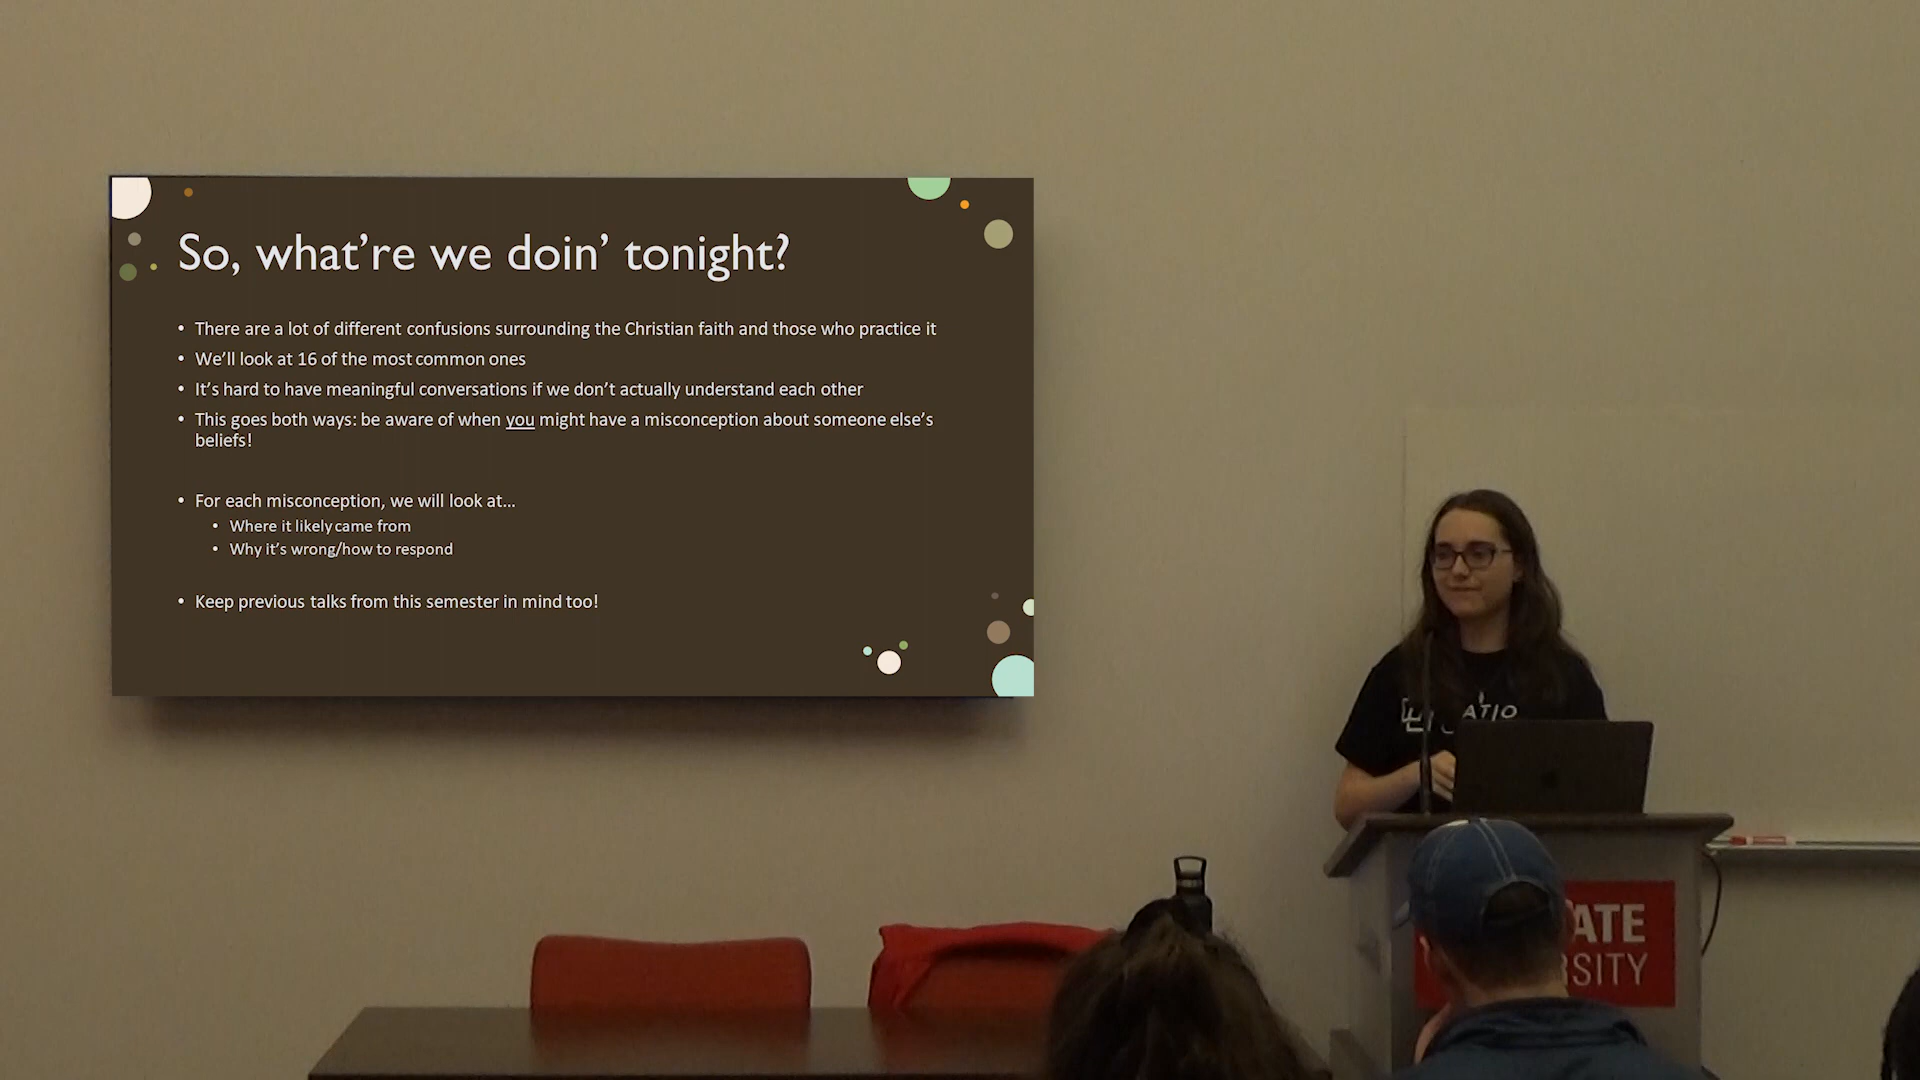 So, what’re we doin’ tonight?
• There are a lot of different confusions surrounding the Christian faith and those who practice it
• We’ll look at 16 of the most common ones
• It’s hard to have meaningful conversations if we don’t actually understand each other
• This goes both ways: be aware of when you might have a misconception about someone else’s
beliefs!
• For each misconception, we will look at…
• Where it likely came from
• Why it’s wrong/how to respond
• Keep previous talks from this semester in mind too!
ATIO
ATE
RSITY